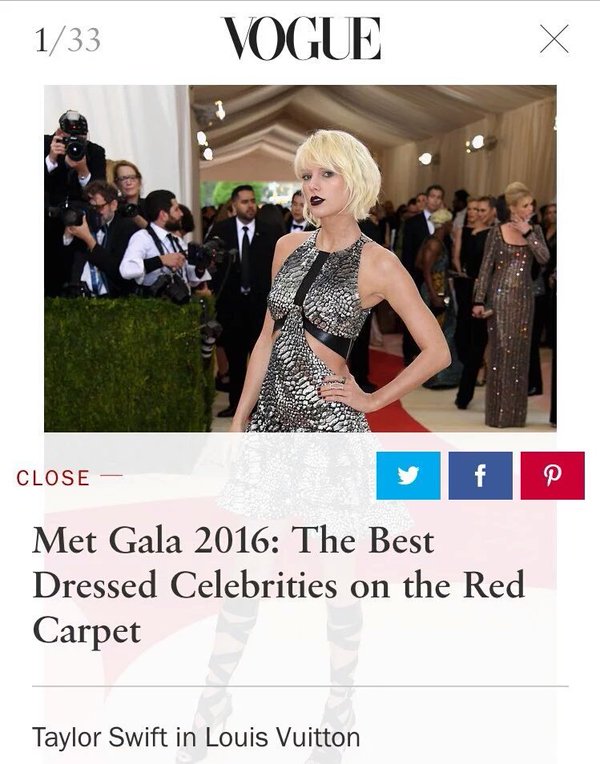 1/33
VOGUE
CLOSE
Met Gala 2016: The Best
Dressed Celebrities on the Red
Carpet
Taylor Swift in Louis Vuitton